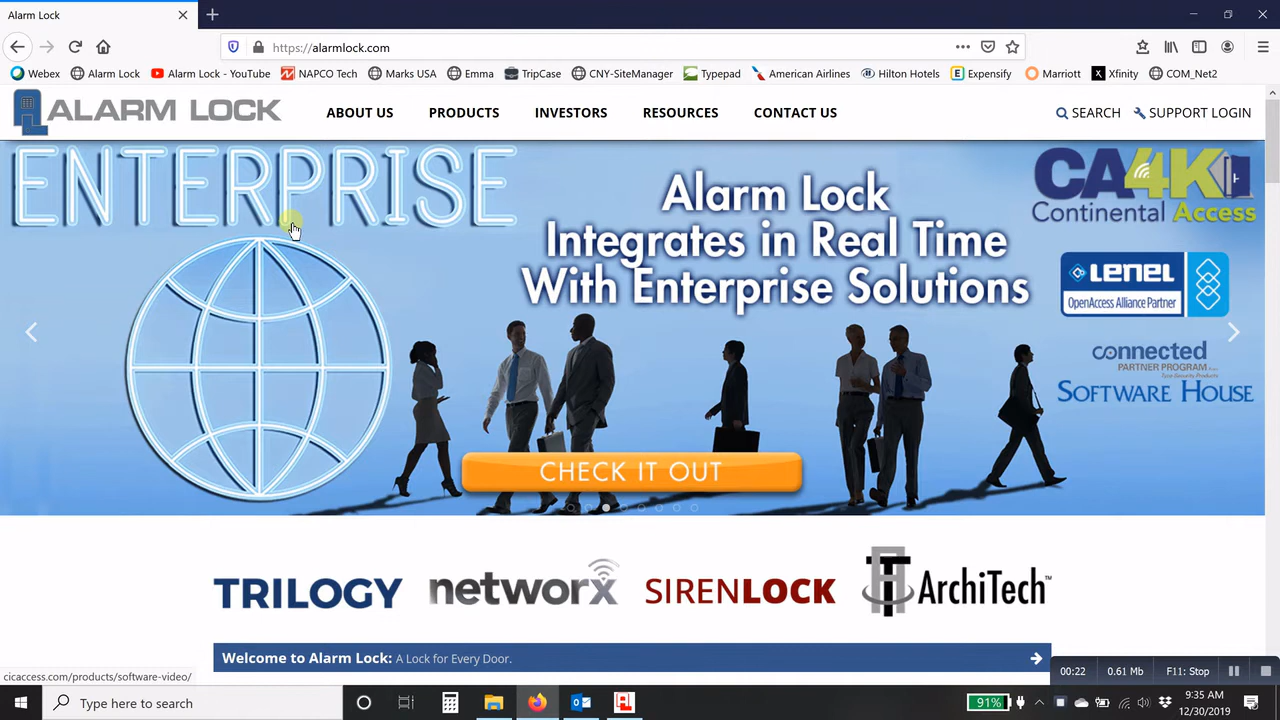 Alarm Lock
https://alarmlock.com
Webex Alarm Lock Alarm Lock - YouTube NAPCO Tech Marks USA Emma TripCase CNY-SiteManager Typepad American Airlines Hilton Hotels Expensify Marriott Xfinity COM_Net2
ALARM LOCK ABOUT US PRODUCTS INVESTORS RESOURCES CONTACT US SEARCH SUPPORT LOGIN
ENTERPRISE
Alarm Lock
Integrates in Real Time
With Enterprise Solutions
CA4K
Continental Access
LENEL
OpenAccess Alliance Partner
connected
PARTNER PROGRAM
SOFTWARE HOUSE
CHECK IT OUT
TRILOGY networx SIRENLOCK ArchiTech™
Welcome to Alarm Lock: A Lock for Every Door.
cicaccess.com/products/software-video/
00:22 0.61 Mb F11: Stop
Type here to search
91%
9:35 AM
12/30/2019